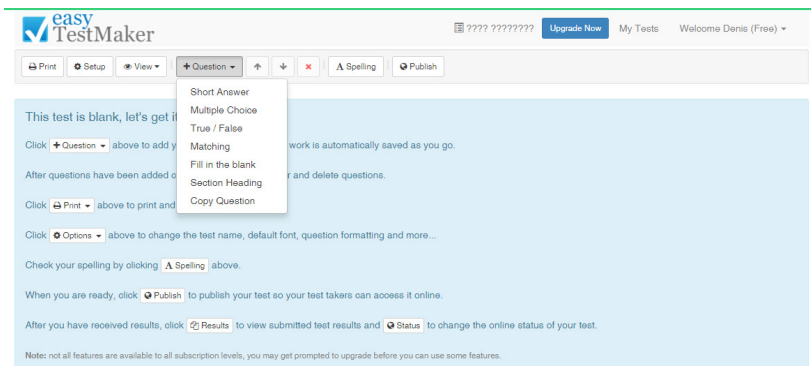 easy
TestMaker
???? ???????? Upgrade Now My Tests Welcome Denis (Free)
Print Setup View + Question A Spelling Publish
Short Answer
Multiple Choice
True / False
Matching
Fill in the blank
Section Heading
Copy Question
This test is blank, let's get it
Click + Question above to add y work is automatically saved as you go.
After questions have been added o r and delete questions.
Click Print above to print and
Click Options above to change the test name, default font, question formatting and more...
Check your spelling by clicking A Spelling above.
When you are ready, click Publish to publish your test so your test takers can access it online.
After you have received results, click Results to view submitted test results and Status to change the online status of your test.
Note: not all features are available to all subscription levels, you may get prompted to upgrade before you can use some features.